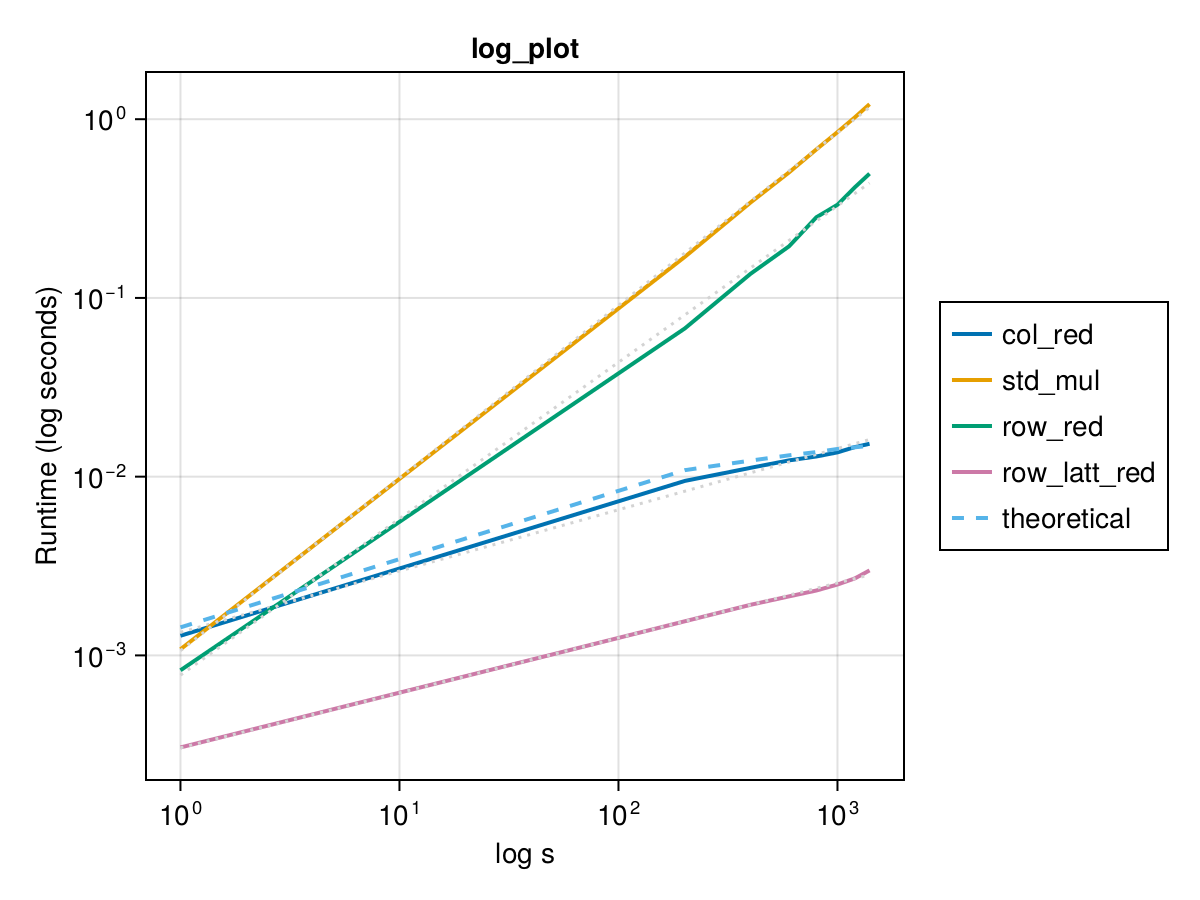 log_plot
Runtime (log seconds)
10⁰
10⁻¹
10⁻²
10⁻³
10⁰ 10¹ 10² 10³
log s
col_red
std_mul
row_red
row_latt_red
theoretical